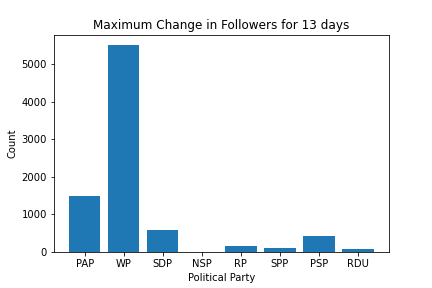 Maximum Change in Followers for 13 days
Count
5000
4000
3000
2000
1000
0
PAP WP SDP NSP RP SPP PSP RDU
Political Party